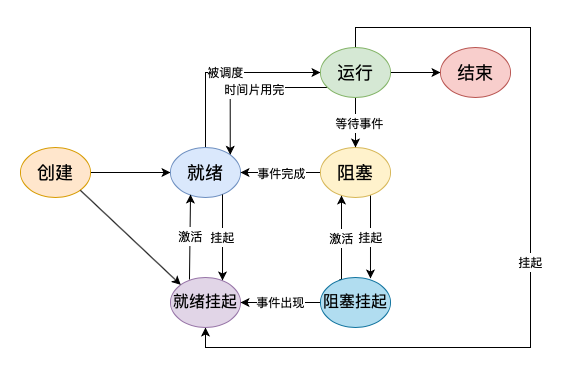 被调度
运行
结束
时间片用完
等待事件
创建
就绪
事件完成
阻塞
激活
挂起
激活
挂起
挂起
就绪挂起
事件出现
阻塞挂起